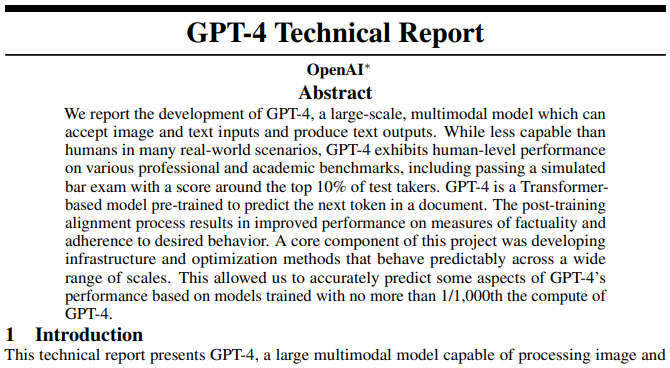 GPT-4 Technical Report
OpenAI*
Abstract
We report the development of GPT-4, a large-scale, multimodal model which can
accept image and text inputs and produce text outputs. While less capable than
humans in many real-world scenarios, GPT-4 exhibits human-level performance
on various professional and academic benchmarks, including passing a simulated
bar exam with a score around the top 10% of test takers. GPT-4 is a Transformer-
based model pre-trained to predict the next token in a document. The post-training
alignment process results in improved performance on measures of factuality and
adherence to desired behavior. A core component of this project was developing
infrastructure and optimization methods that behave predictably across a wide
range of scales. This allowed us to accurately predict some aspects of GPT-4’s
performance based on models trained with no more than 1/1,000th the compute of
GPT-4.
1 Introduction
This technical report presents GPT-4, a large multimodal model capable of processing image and